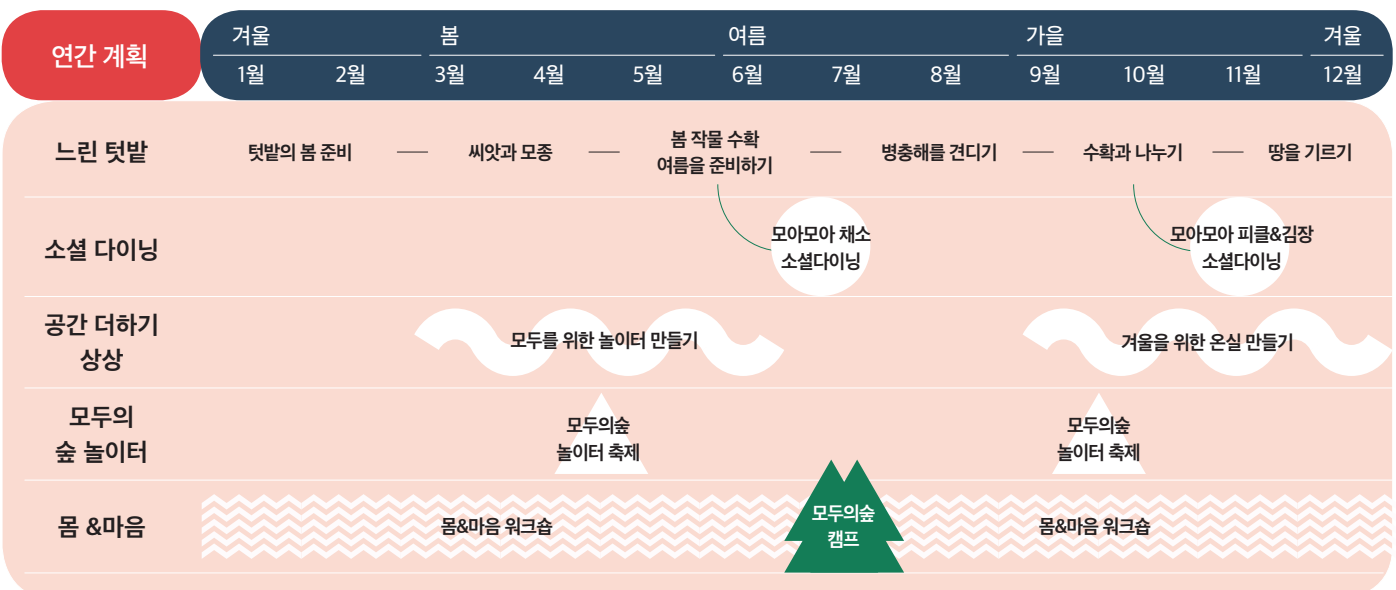 연간 계획
겨울 봄 여름 가을 겨울
1월 2월 3월 4월 5월 6월 7월 8월 9월 10월 11월 12월
느린 텃밭
텃밭의 봄 준비 — 씨앗과 모종 — 봄 작물 수확 — 병충해를 견디기 — 수확과 나누기 — 땅을 기르기
여름을 준비하기
소셜 다이닝
모아모아 채소
소셜다이닝
모아모아 피클&김장
소셜다이닝
공간 더하기
상상
모두를 위한 놀이터 만들기
겨울을 위한 온실 만들기
모두의
숲 놀이터
모두의숲
놀이터 축제
모두의숲
놀이터 축제
몸 &마음
몸&마음 워크숍
모두의숲
캠프
몸&마음 워크숍